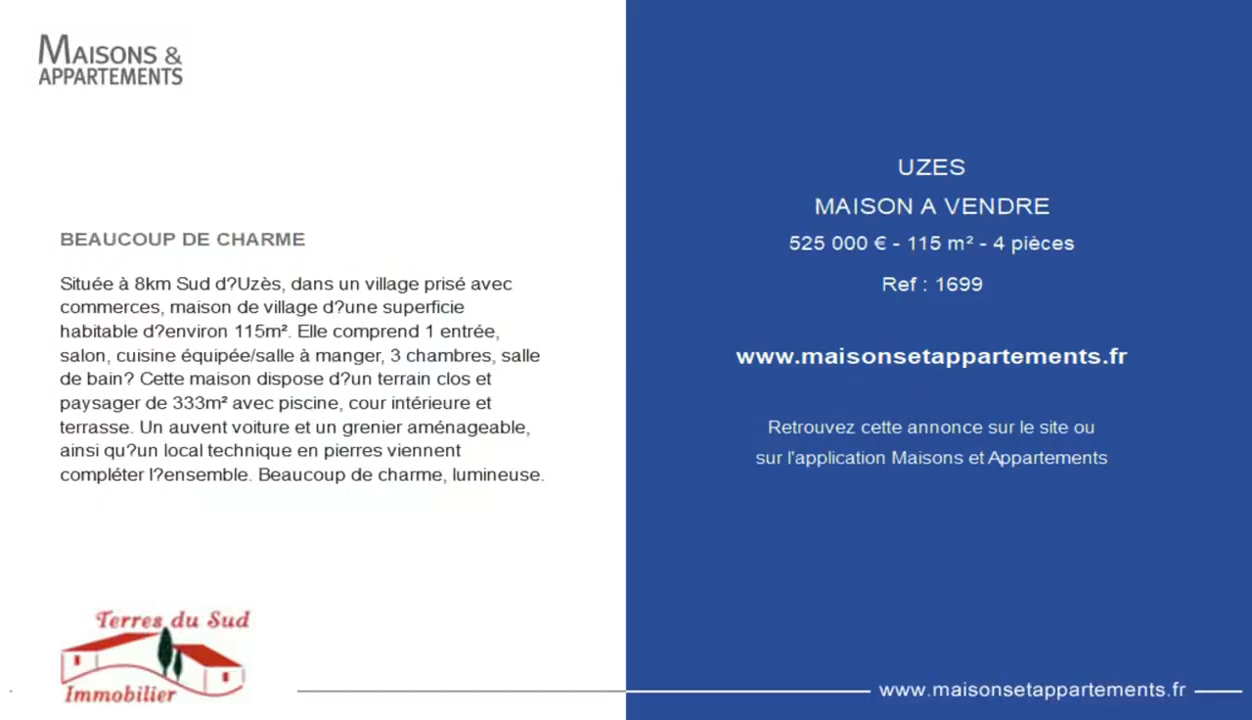 MAISONS &
APPARTEMENTS
BEAUCOUP DE CHARME
Située à 8km Sud d?Uzès, dans un village prisé avec
commerces, maison de village d?une superficie
habitable d?environ 115m². Elle comprend 1 entrée,
salon, cuisine équipée/salle à manger, 3 chambres, salle
de bain? Cette maison dispose d?un terrain clos et
paysager de 333m² avec piscine, cour intérieure et
terrasse. Un auvent voiture et un grenier aménageable,
ainsi qu?un local technique en pierres viennent
compléter l?ensemble. Beaucoup de charme, lumineuse.
Terres du Sud
Immobilier
UZES
MAISON A VENDRE
525 000 € - 115 m² - 4 pièces
Ref : 1699
www.maisonsetappartements.fr
Retrouvez cette annonce sur le site ou
sur l'application Maisons et Appartements
www.maisonsetappartements.fr